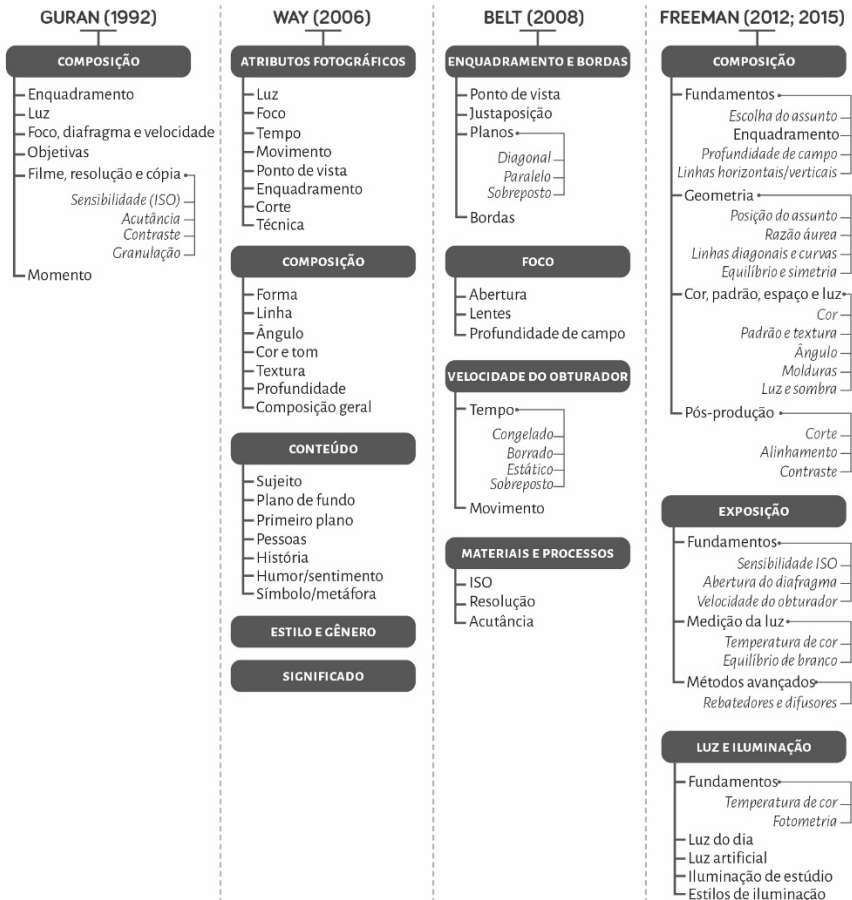 GURAN (1992)
COMPOSIÇÃO
Enquadramento
Luz
Foco, diafragma e velocidade
Objetivas
Filme, resolução e cópia
Sensibilidade (ISO)
Acutância
Contraste
Granulação
Momento
WAY (2006)
ATRIBUTOS FOTOGRÁFICOS
Luz
Foco
Tempo
Movimento
Ponto de vista
Enquadramento
Corte
Técnica
COMPOSIÇÃO
Forma
Linha
Ângulo
Cor e tom
Textura
Profundidade
Composição geral
CONTEÚDO
Sujeito
Plano de fundo
Primeiro plano
Pessoas
História
Humor/sentimento
Símbolo/metáfora
ESTILO E GÊNERO
SIGNIFICADO
BELT (2008)
ENQUADRAMENTO E BORDAS
Ponto de vista
Justaposição
Planos
Diagonal
Paralelo
Sobreposto
Bordas
FOCO
Abertura
Lentes
Profundidade de campo
VELOCIDADE DO OBTURADOR
Tempo
Congelado
Borrado
Estático
Sobreposto
Movimento
MATERIAIS E PROCESSOS
ISO
Resolução
Acutância
FREEMAN (2012; 2015)
COMPOSIÇÃO
Fundamentos
Escolha do assunto
Enquadramento
Profundidade de campo
Linhas horizontais/verticais
Geometria
Posição do assunto
Razão áurea
Linhas diagonais e curvas
Equilíbrio e simetria
Cor, padrão, espaço e luz
Cor
Padrão e textura
Ângulo
Molduras
Luz e sombra
Pós-produção
Corte
Alinhamento
Contraste
EXPOSIÇÃO
Fundamentos
Sensibilidade ISO
Abertura do diafragma
Velocidade do obturador
Medição da luz
Temperatura de cor
Equilíbrio de branco
Métodos avançados
Rebatedores e difusores
LUZ E ILUMINAÇÃO
Fundamentos
Temperatura de cor
Fotometria
Luz do dia
Luz artificial
Iluminação de estúdio
Estilos de iluminação